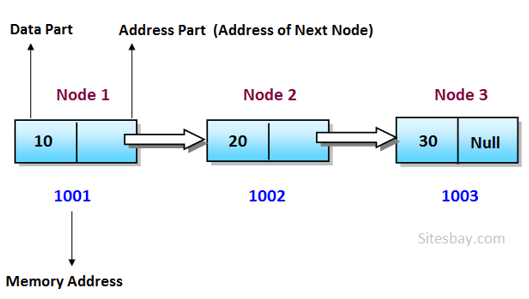 Data Part
Address Part (Address of Next Node)
Node 1
Node 2
Node 3
10
20
30
Null
1001
1002
1003
Sitesbay.com
Memory Address